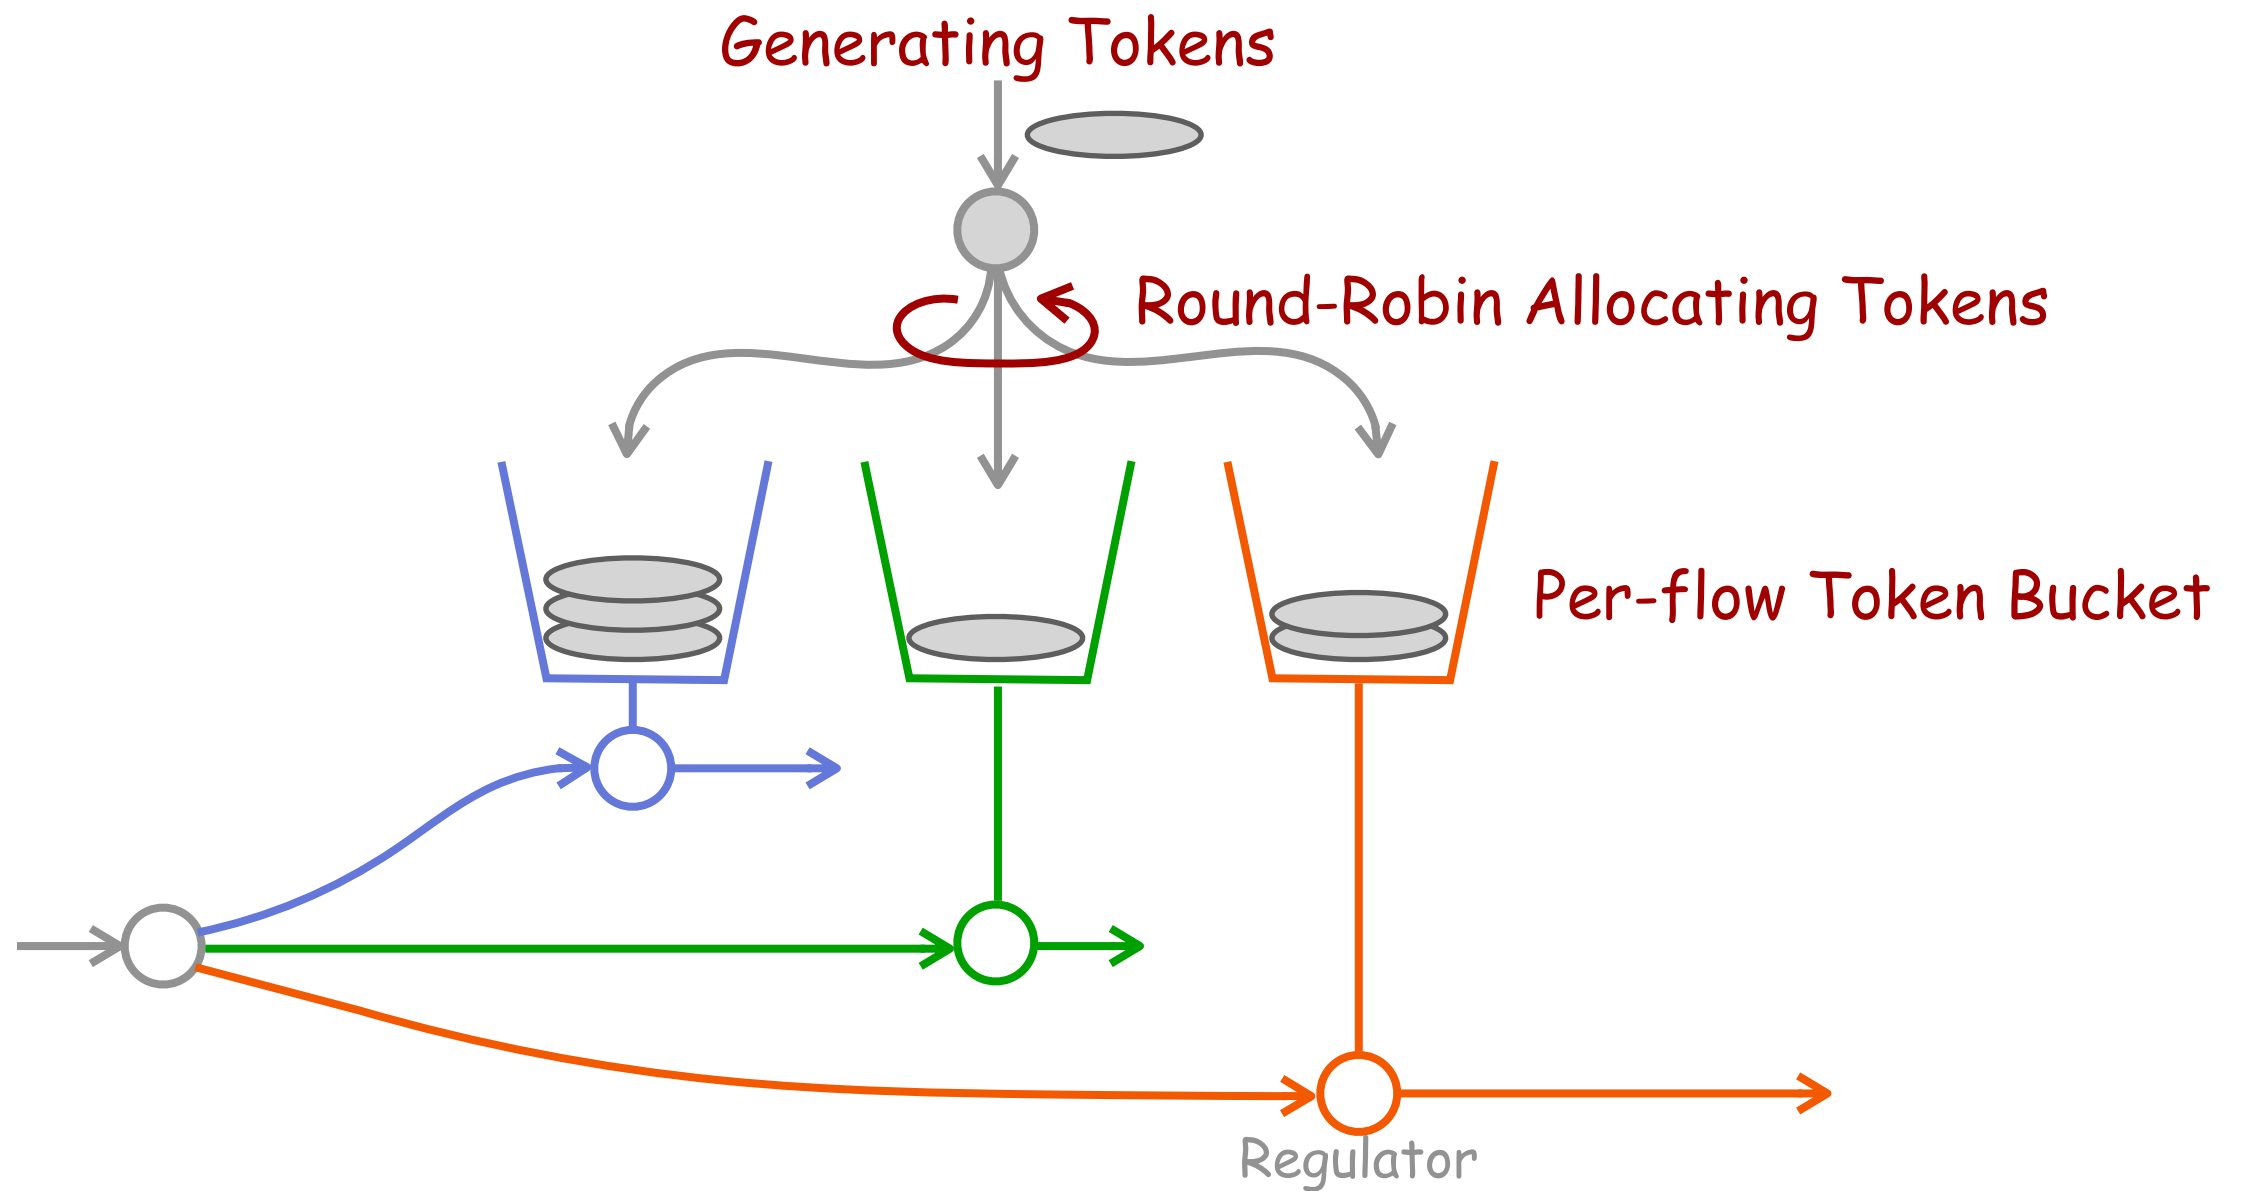 Generating Tokens
Round-Robin Allocating Tokens
Per-flow Token Bucket
Regulator